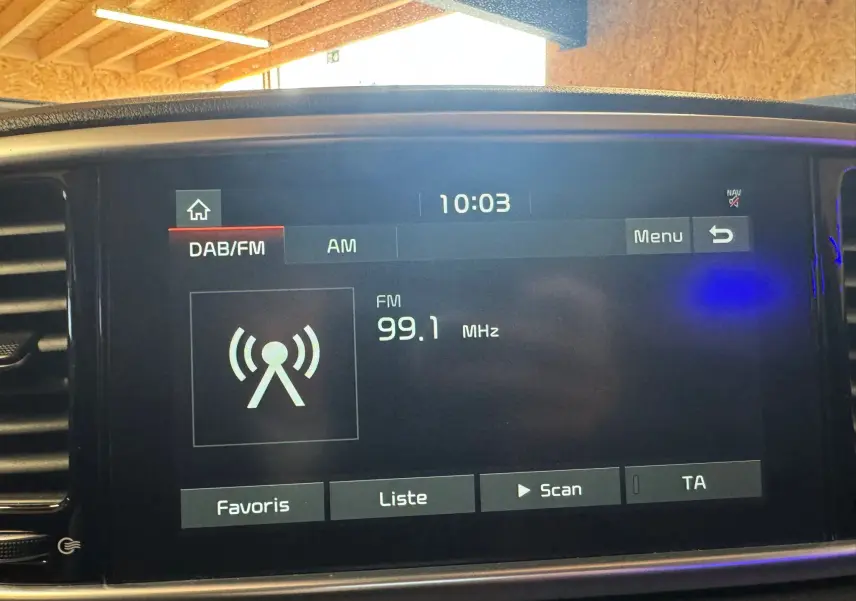 10:03
NAV
DAB/FM
AM
Menu
FM
99.1 MHz
Favoris
Liste
Scan
TA